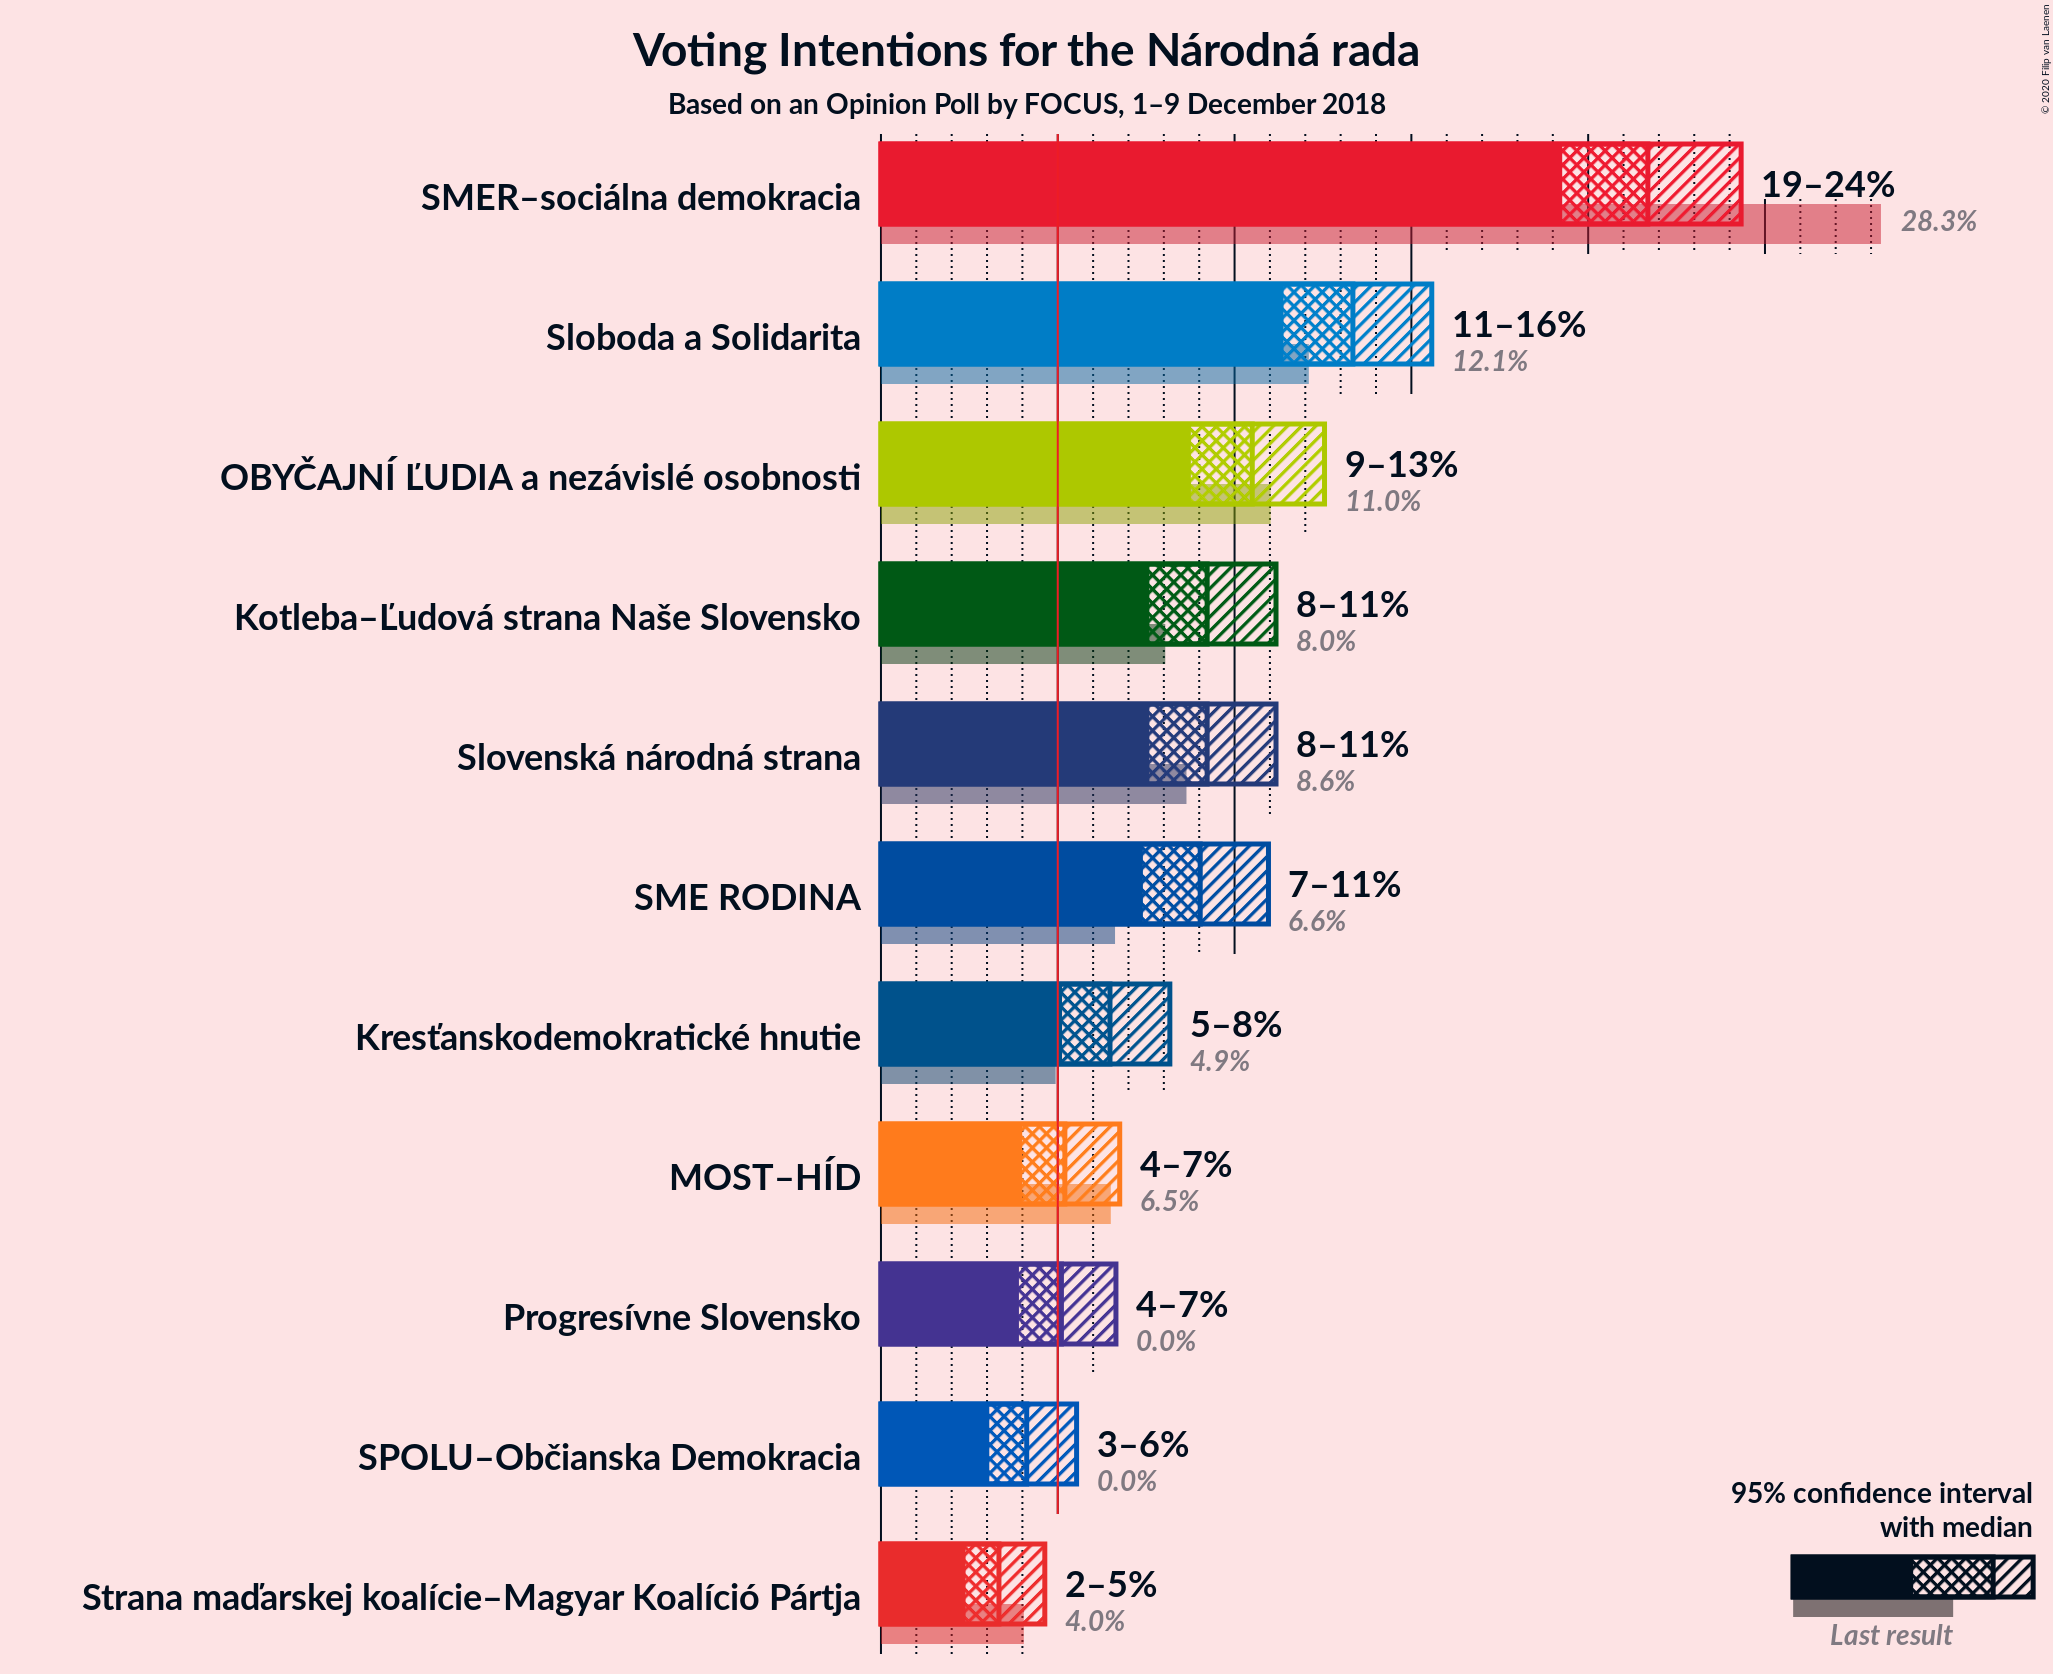 Voting Intentions for the Národná rada
Based on an Opinion Poll by FOCUS, 1–9 December 2018
© 2020 Filip van Laenen
SMER–sociálna demokracia
19–24%
28.3%
Sloboda a Solidarita
11–16%
12.1%
OBYČAJNÍ ĽUDIA a nezávislé osobnosti
9–13%
11.0%
Kotleba–Ľudová strana Naše Slovensko
8–11%
8.0%
Slovenská národná strana
8–11%
8.6%
SME RODINA
7–11%
6.6%
Kresťanskodemokratické hnutie
5–8%
4.9%
MOST–HÍD
4–7%
6.5%
Progresívne Slovensko
4–7%
0.0%
SPOLU–Občianska Demokracia
3–6%
0.0%
Strana maďarskej koalície–Magyar Koalíció Pártja
2–5%
4.0%
95% confidence interval
with median
Last result